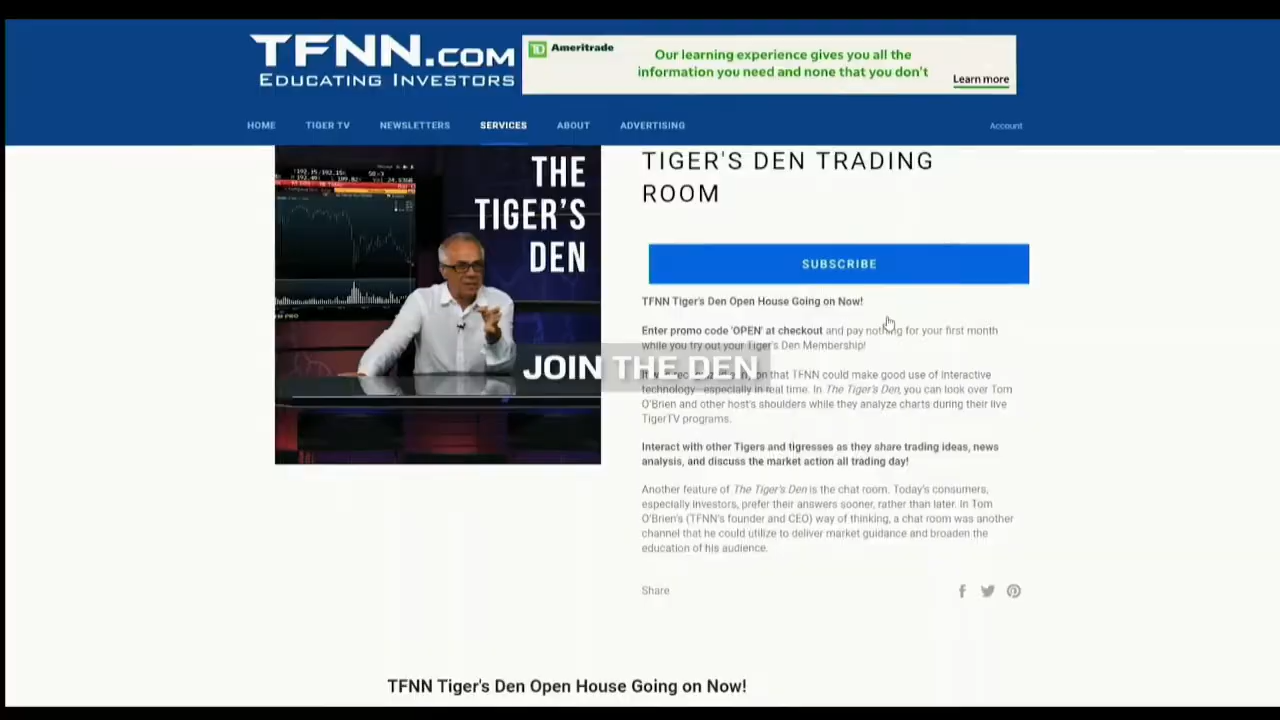 TFNN.COM
EDUCATING INVESTORS
TD Ameritrade
Our learning experience gives you all the
information you need and none that you don't
Learn more
HOME TIGER TV NEWSLETTERS SERVICES ABOUT ADVERTISING Account
THE
TIGER'S
DEN
TIGER'S DEN TRADING
ROOM
SUBSCRIBE
TFNN Tiger's Den Open House Going on Now!
Enter promo code 'OPEN' at checkout and pay nothing for your first month
while you try out your Tiger's Den Membership!
JOIN THE DEN
that TFNN could make good use of interactive
technology—especially in real time. In The Tiger's Den, you can look over Tom
O'Brien and other host's shoulders while they analyze charts during their live
TigerTV programs.
Interact with other Tigers and tigresses as they share trading ideas, news
analysis, and discuss the market action all trading day!
Another feature of The Tiger's Den is the chat room. Today's consumers,
especially investors, prefer their answers sooner, rather than later. In Tom
O'Brien's (TFNN's founder and CEO) way of thinking, a chat room was another
channel that he could utilize to deliver market guidance and broaden the
education of his audience.
Share
TFNN Tiger's Den Open House Going on Now!